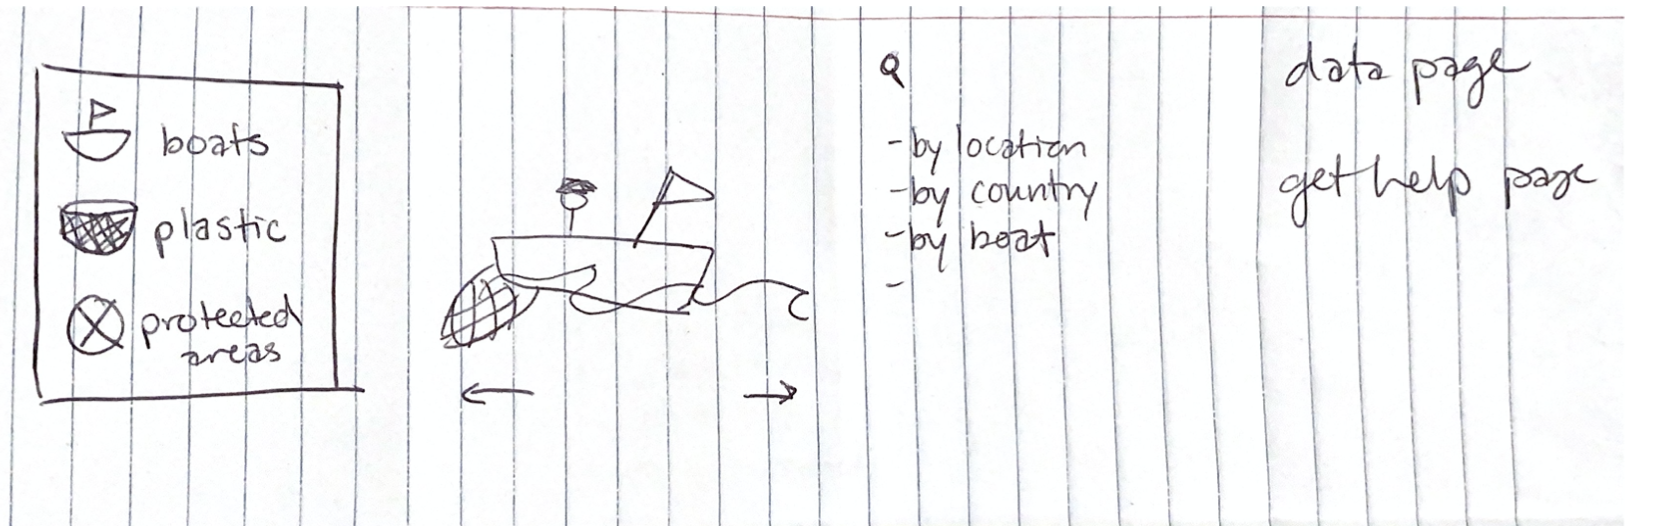 boats
plastic
protected
areas
- by location
- by country
- by boat
-
data page
get help page